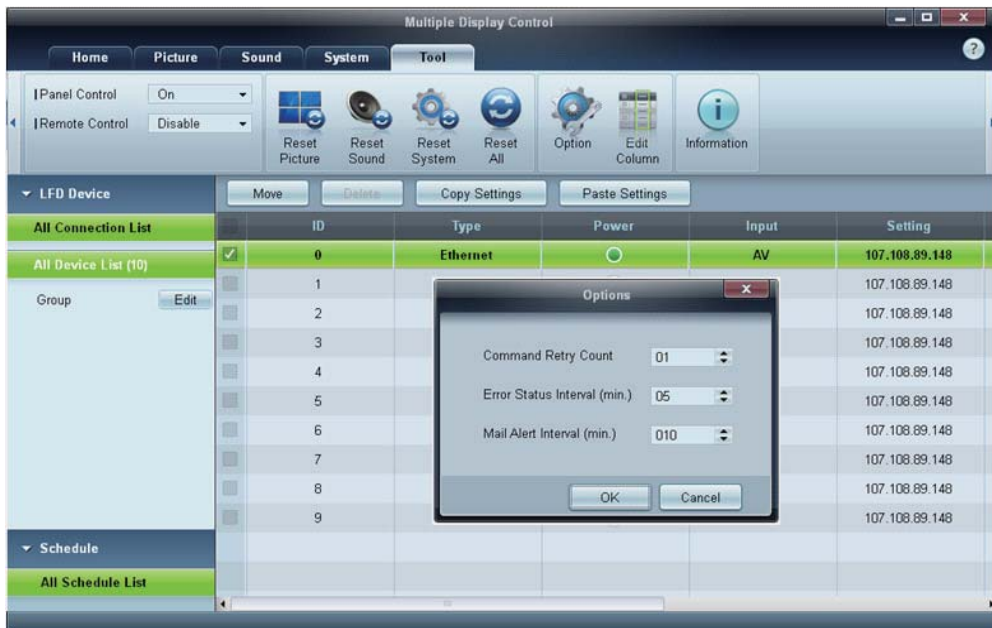 Multiple Display Control
Home Picture Sound System Tool
Panel Control On
Remote Control Disable
Reset Picture
Reset Sound
Reset System
Reset All
Option
Edit Column
Information
LFD Device
Move Delete Copy Settings Paste Settings
All Connection List
ID Type Power Input Setting
All Device List (10)
0 Ethernet AV 107.108.89.148
Group Edit
1 107.108.89.148
2 107.108.89.148
3 107.108.89.148
4 107.108.89.148
5 107.108.89.148
6 107.108.89.148
7 107.108.89.148
8 107.108.89.148
9 107.108.89.148
Options
Command Retry Count 01
Error Status Interval (min.) 05
Mail Alert Interval (min.) 010
OK Cancel
Schedule
All Schedule List